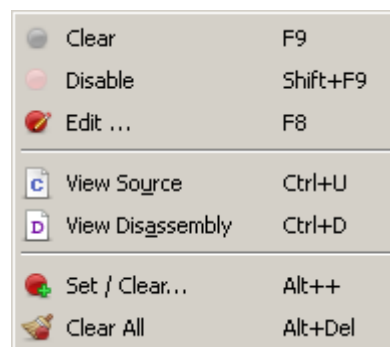 Clear F9
Disable Shift+F9
Edit ... F8
C View Source Ctrl+U
D View Disassembly Ctrl+D
Set / Clear... Alt++
Clear All Alt+Del